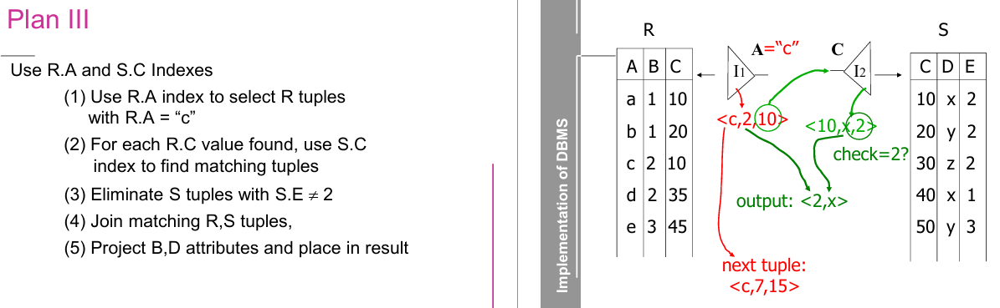 Plan III
Use R.A and S.C Indexes
(1) Use R.A index to select R tuples
with R.A = “c”
(2) For each R.C value found, use S.C
index to find matching tuples
(3) Eliminate S tuples with S.E ≠ 2
(4) Join matching R,S tuples,
(5) Project B,D attributes and place in result
Implementation of DBMS
R
A B C
a 1 10
b 1 20
c 2 10
d 2 35
e 3 45
A=“c”
C
I1
I2
<c,2,10>
<10,x,2>
check=2?
output: <2,x>
next tuple:
<c,7,15>
S
C D E
10 x 2
20 y 2
30 z 2
40 x 1
50 y 3